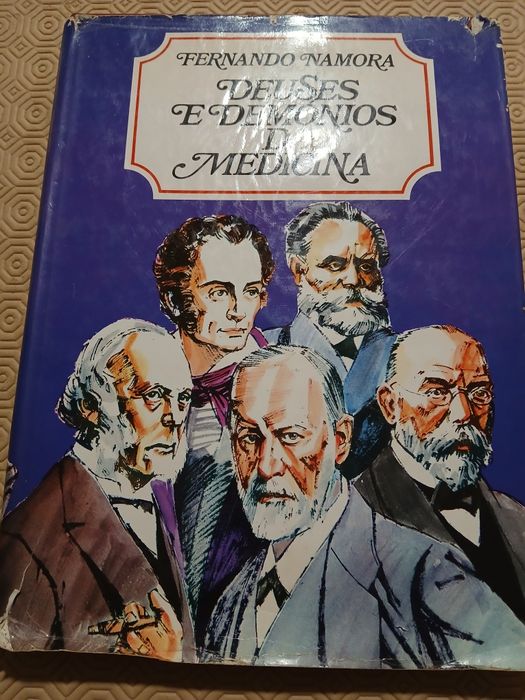 FERNANDO NAMORA
DEUSES
E DEMÓNIOS
DA
MEDICINA